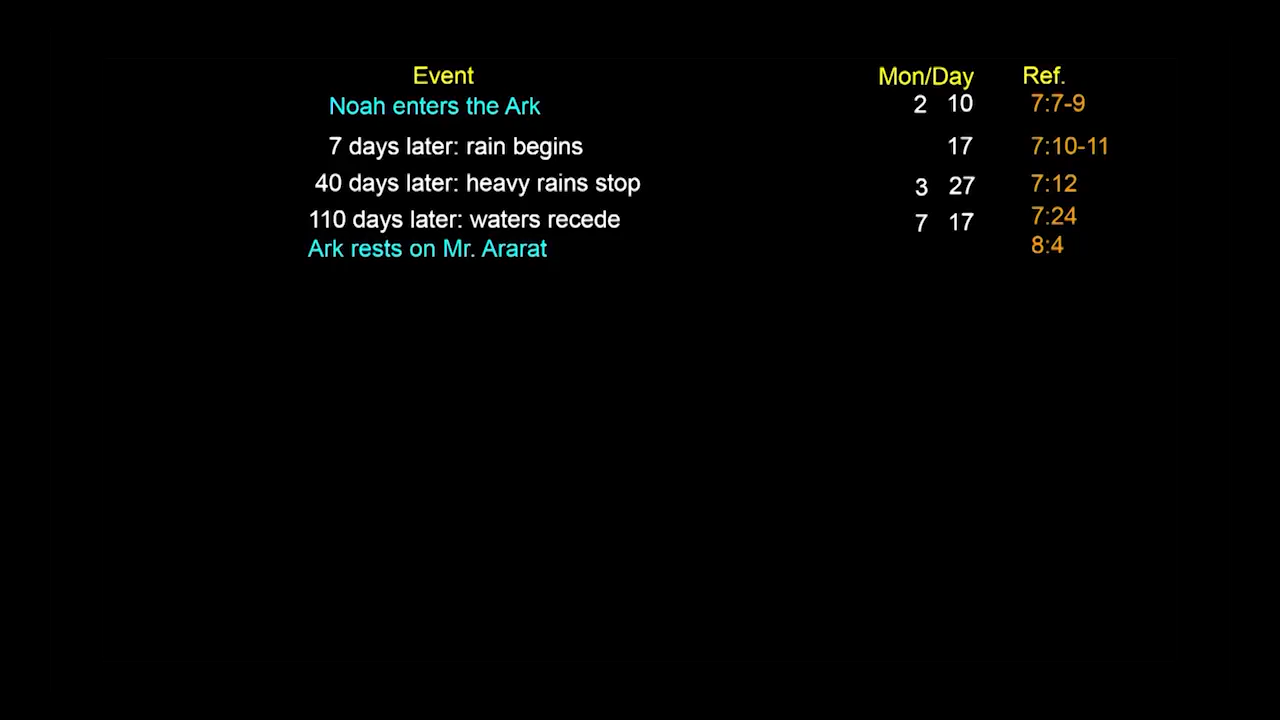 Event Mon/Day Ref.
Noah enters the Ark 2 10 7:7-9
7 days later: rain begins 17 7:10-11
40 days later: heavy rains stop 3 27 7:12
110 days later: waters recede 7 17 7:24
Ark rests on Mr. Ararat 8:4